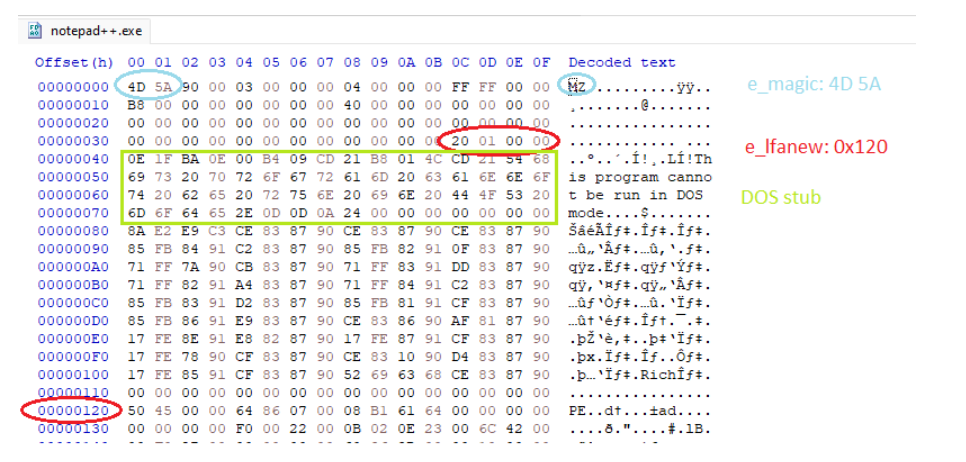 notepad++.exe
Offset(h) 00 01 02 03 04 05 06 07 08 09 0A 0B 0C 0D 0E 0F Decoded text
00000000 4D 5A 90 00 03 00 00 00 04 00 00 00 FF FF 00 00 MZ..........ÿÿ.. e_magic: 4D 5A
00000010 B8 00 00 00 00 00 00 00 40 00 00 00 00 00 00 00 ¸.......@.......
00000020 00 00 00 00 00 00 00 00 00 00 00 00 00 00 00 00 ................
00000030 00 00 00 00 00 00 00 00 00 00 00 00 20 01 00 00 ............ ... e_lfanew: 0x120
00000040 0E 1F BA 0E 00 B4 09 CD 21 B8 01 4C CD 21 54 68 ..º..´.Í!¸.LÍ!Th
00000050 69 73 20 70 72 6F 67 72 61 6D 20 63 61 6E 6E 6F is program canno
00000060 74 20 62 65 20 72 75 6E 20 69 6E 20 44 4F 53 20 t be run in DOS DOS stub
00000070 6D 6F 64 65 2E 0D 0D 0A 24 00 00 00 00 00 00 00 mode....$.......
00000080 8A E2 E9 C3 CE 83 87 90 CE 83 87 90 CE 83 87 90 ŠâéÃÎƒ‡.Îƒ‡.Îƒ‡.
00000090 85 FB 84 91 C2 83 87 90 85 FB 82 91 0F 83 87 90 …û„‘Âƒ‡.…û‚‘.ƒ‡.
000000A0 71 FF 7A 90 CB 83 87 90 71 FF 83 91 DD 83 87 90 qÿz.Ëƒ‡.qÿƒ‘Ýƒ‡.
000000B0 71 FF 82 91 A4 83 87 90 71 FF 84 91 C2 83 87 90 qÿ‚‘¤ƒ‡.qÿ„‘Âƒ‡.
000000C0 85 FB 83 91 D2 83 87 90 85 FB 81 91 CF 83 87 90 …ûƒ‘Òƒ‡.…û.‘Ïƒ‡.
000000D0 85 FB 86 91 E9 83 87 90 CE 83 86 90 AF 81 87 90 …û†‘éƒ‡.Îƒ†.¯.‡.
000000E0 17 FE 8E 91 E8 82 87 90 17 FE 87 91 CF 83 87 90 .þŽ‘è‚‡..þ‡‘Ïƒ‡.
000000F0 17 FE 78 90 CF 83 87 90 CE 83 10 90 D4 83 87 90 .þx.Ïƒ‡.Îƒ..Ôƒ‡.
00000100 17 FE 85 91 CF 83 87 90 52 69 63 68 CE 83 87 90 .þ…‘Ïƒ‡.RichÎƒ‡.
00000110 00 00 00 00 00 00 00 00 00 00 00 00 00 00 00 00 ................
00000120 50 45 00 00 64 86 07 00 08 B1 61 64 00 00 00 00 PE..d†...±ad....
00000130 00 00 00 00 F0 00 22 00 0B 02 0E 23 00 6C 42 00 ....ð."....#.lB.